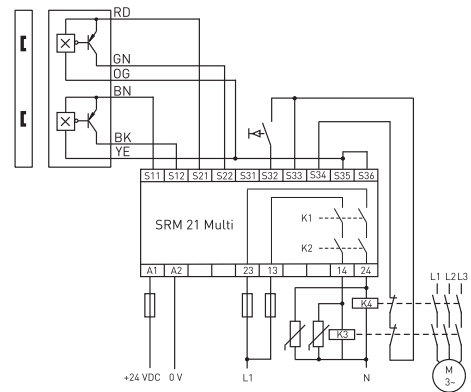 RD
GN
OG
BN
BK
YE
S11 S12 S21 S22 S31 S32 S33 S34 S35 S36
SRM 21 Multi
K1
K2
A1 A2 23 13 14 24
L1 L2 L3
K4
K3
+24 VDC 0 V L1 N
M
3~